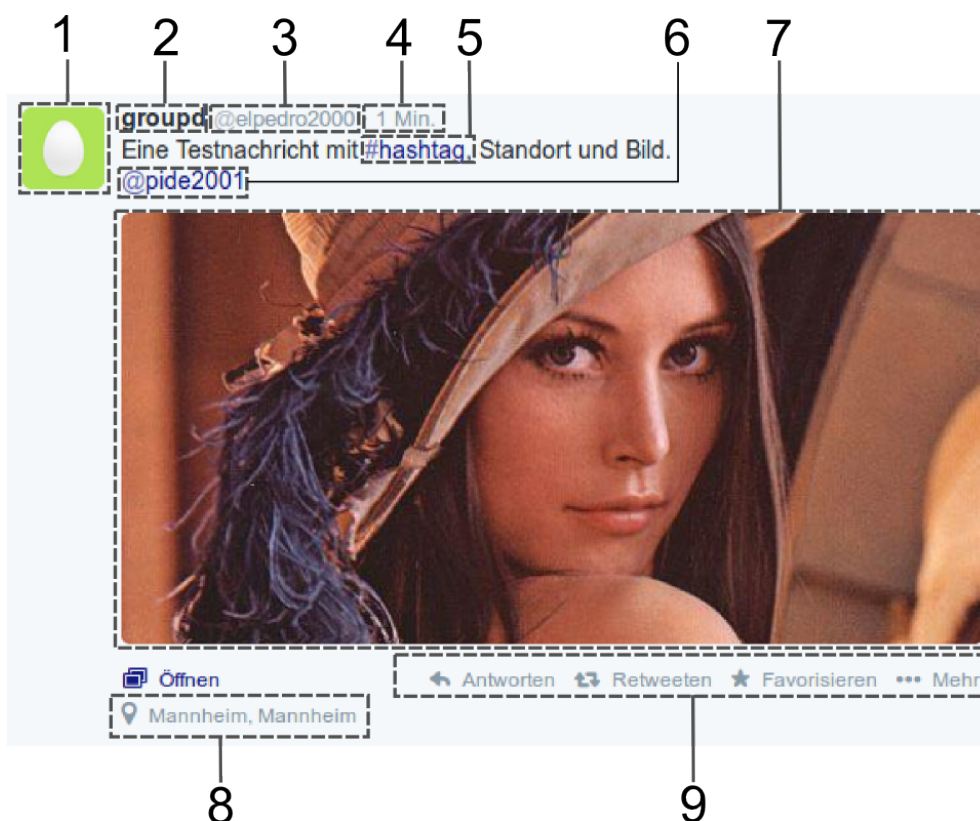 1 2 3 4 5 6 7
groupd @elpedro2000 1 Min.
Eine Testnachricht mit #hashtag, Standort und Bild.
@pide2001
Öffnen Antworten Retweeten Favorisieren Mehr
Mannheim, Mannheim
8 9